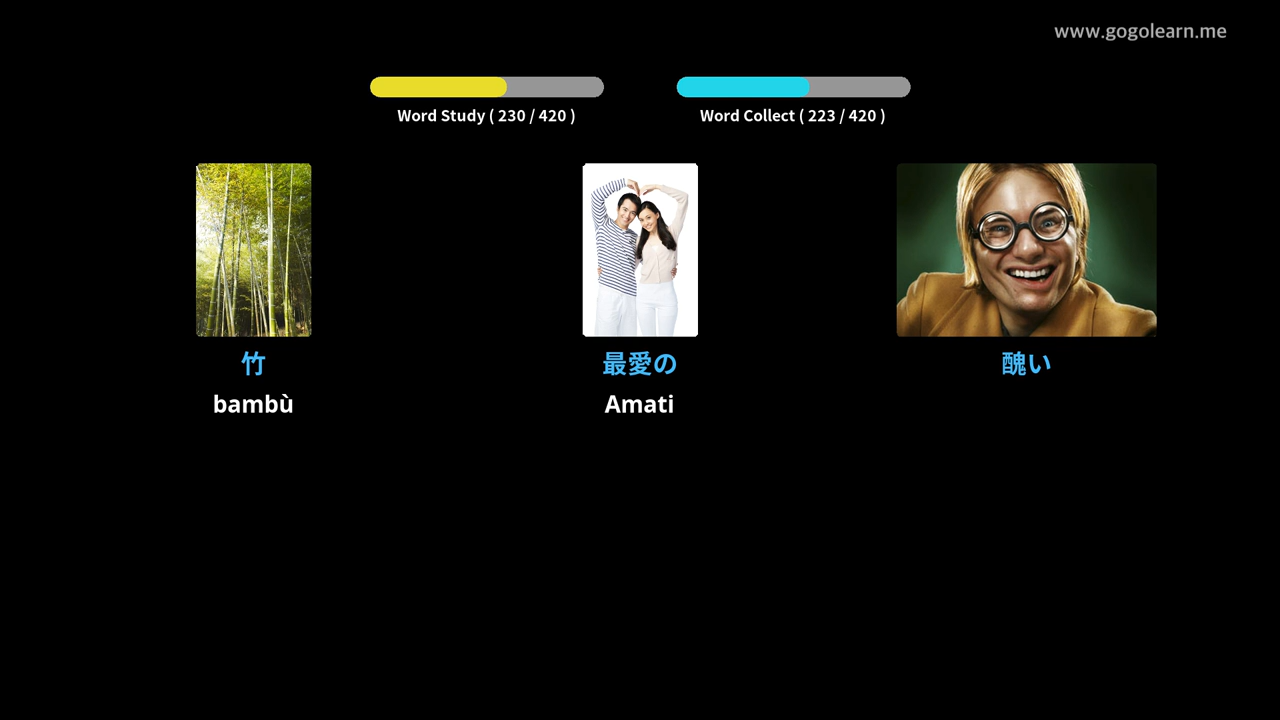 www.gogolearn.me
Word Study ( 230 / 420 )
Word Collect ( 223 / 420 )
竹
bambù
最愛の
Amati
醜い